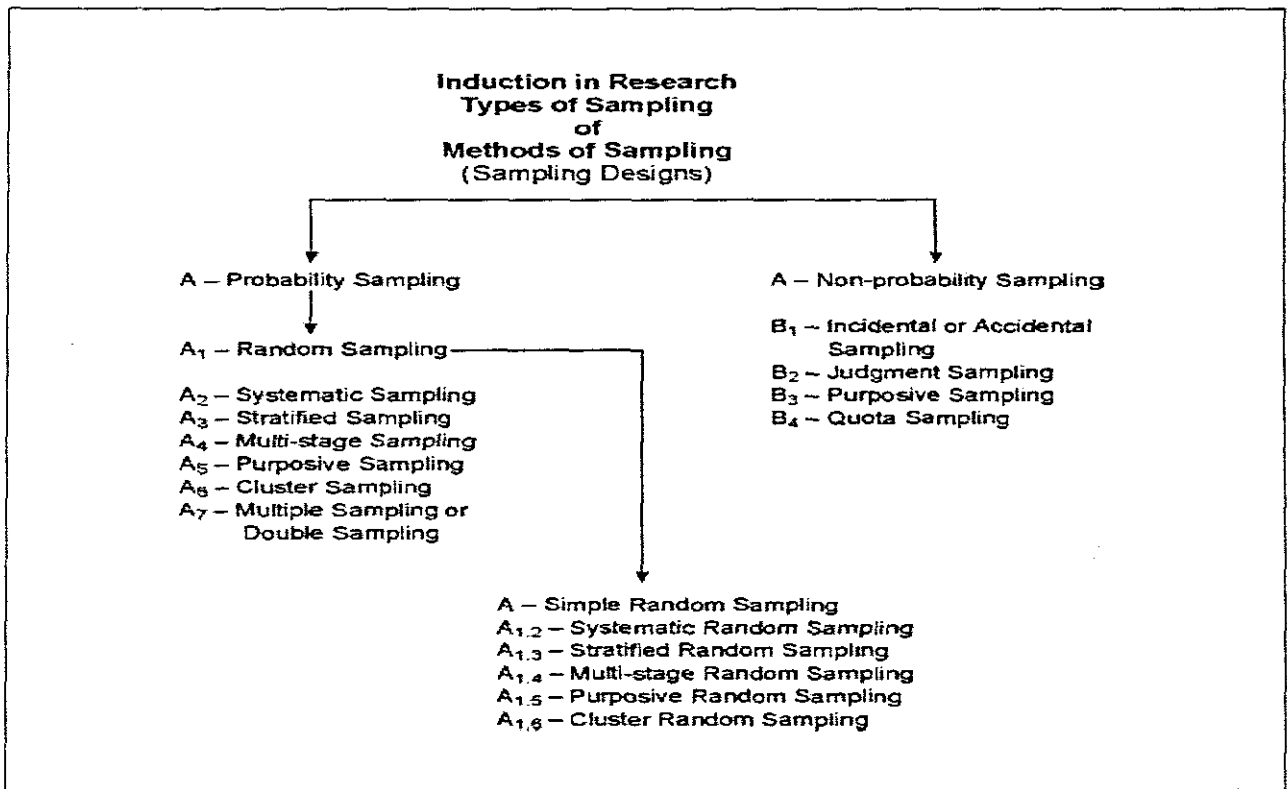 Induction in Research
Types of Sampling
of
Methods of Sampling
(Sampling Designs)
A – Probability Sampling
A – Non-probability Sampling
A₁ – Random Sampling
A₂ – Systematic Sampling
A₃ – Stratified Sampling
A₄ – Multi-stage Sampling
A₅ – Purposive Sampling
A₆ – Cluster Sampling
A₇ – Multiple Sampling or
Double Sampling
B₁ – Incidental or Accidental
Sampling
B₂ – Judgment Sampling
B₃ – Purposive Sampling
B₄ – Quota Sampling
A – Simple Random Sampling
A₁.₂ – Systematic Random Sampling
A₁.₃ – Stratified Random Sampling
A₁.₄ – Multi-stage Random Sampling
A₁.₅ – Purposive Random Sampling
A₁.₆ – Cluster Random Sampling